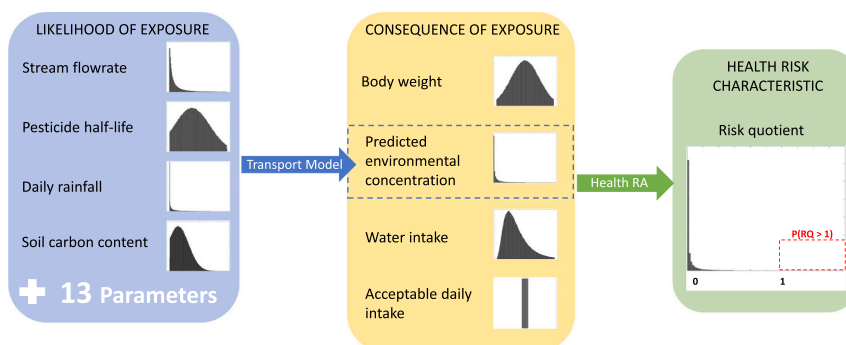 LIKELIHOOD OF EXPOSURE
Stream flowrate
Pesticide half-life
Daily rainfall
Soil carbon content
13 Parameters
Transport Model
CONSEQUENCE OF EXPOSURE
Body weight
Predicted
environmental
concentration
Water intake
Acceptable daily
intake
Health RA
HEALTH RISK
CHARACTERISTIC
Risk quotient
P(RQ > 1)
0 1